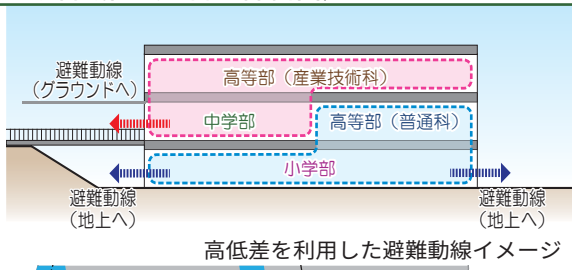 避難動線
(グラウンドへ)
高等部（産業技術科）
中学部
高等部（普通科）
小学部
避難動線
(地上へ)
避難動線
(地上へ)
高低差を利用した避難動線イメージ